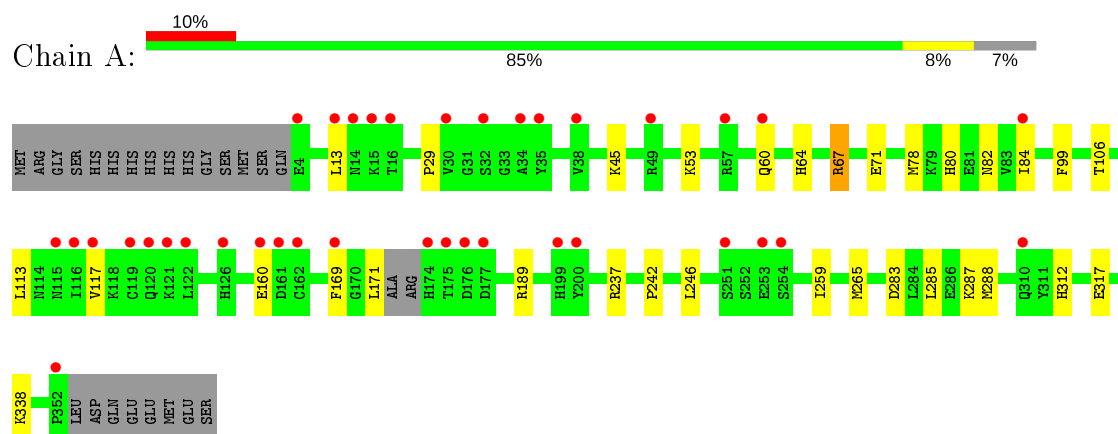 10%
Chain A:
85% 8% 7%
MET ARG GLY SER HIS HIS HIS HIS HIS HIS GLY SER MET SER GLN E4 L13 N14 K15 T16 P29 V30 G31 S32 G33 A34 Y35 V38 K45 R49 K53 R57 Q60 H64 R67 E71 M78 K79 H80 E81 N82 V83 I84 F99 T106
L113 N114 N115 I116 V117 K118 C119 Q120 K121 L122 H126 E160 D161 C162 F169 G170 L171 ALA ARG H174 T175 D176 D177 R189 H199 Y200 R237 P242 L246 S251 S252 E253 S254 I259 M265 D283 L284 L285 E286 K287 M288 Q310 Y311 H312 E317
K338 P352 LEU ASP GLN GLU GLU MET GLU SER